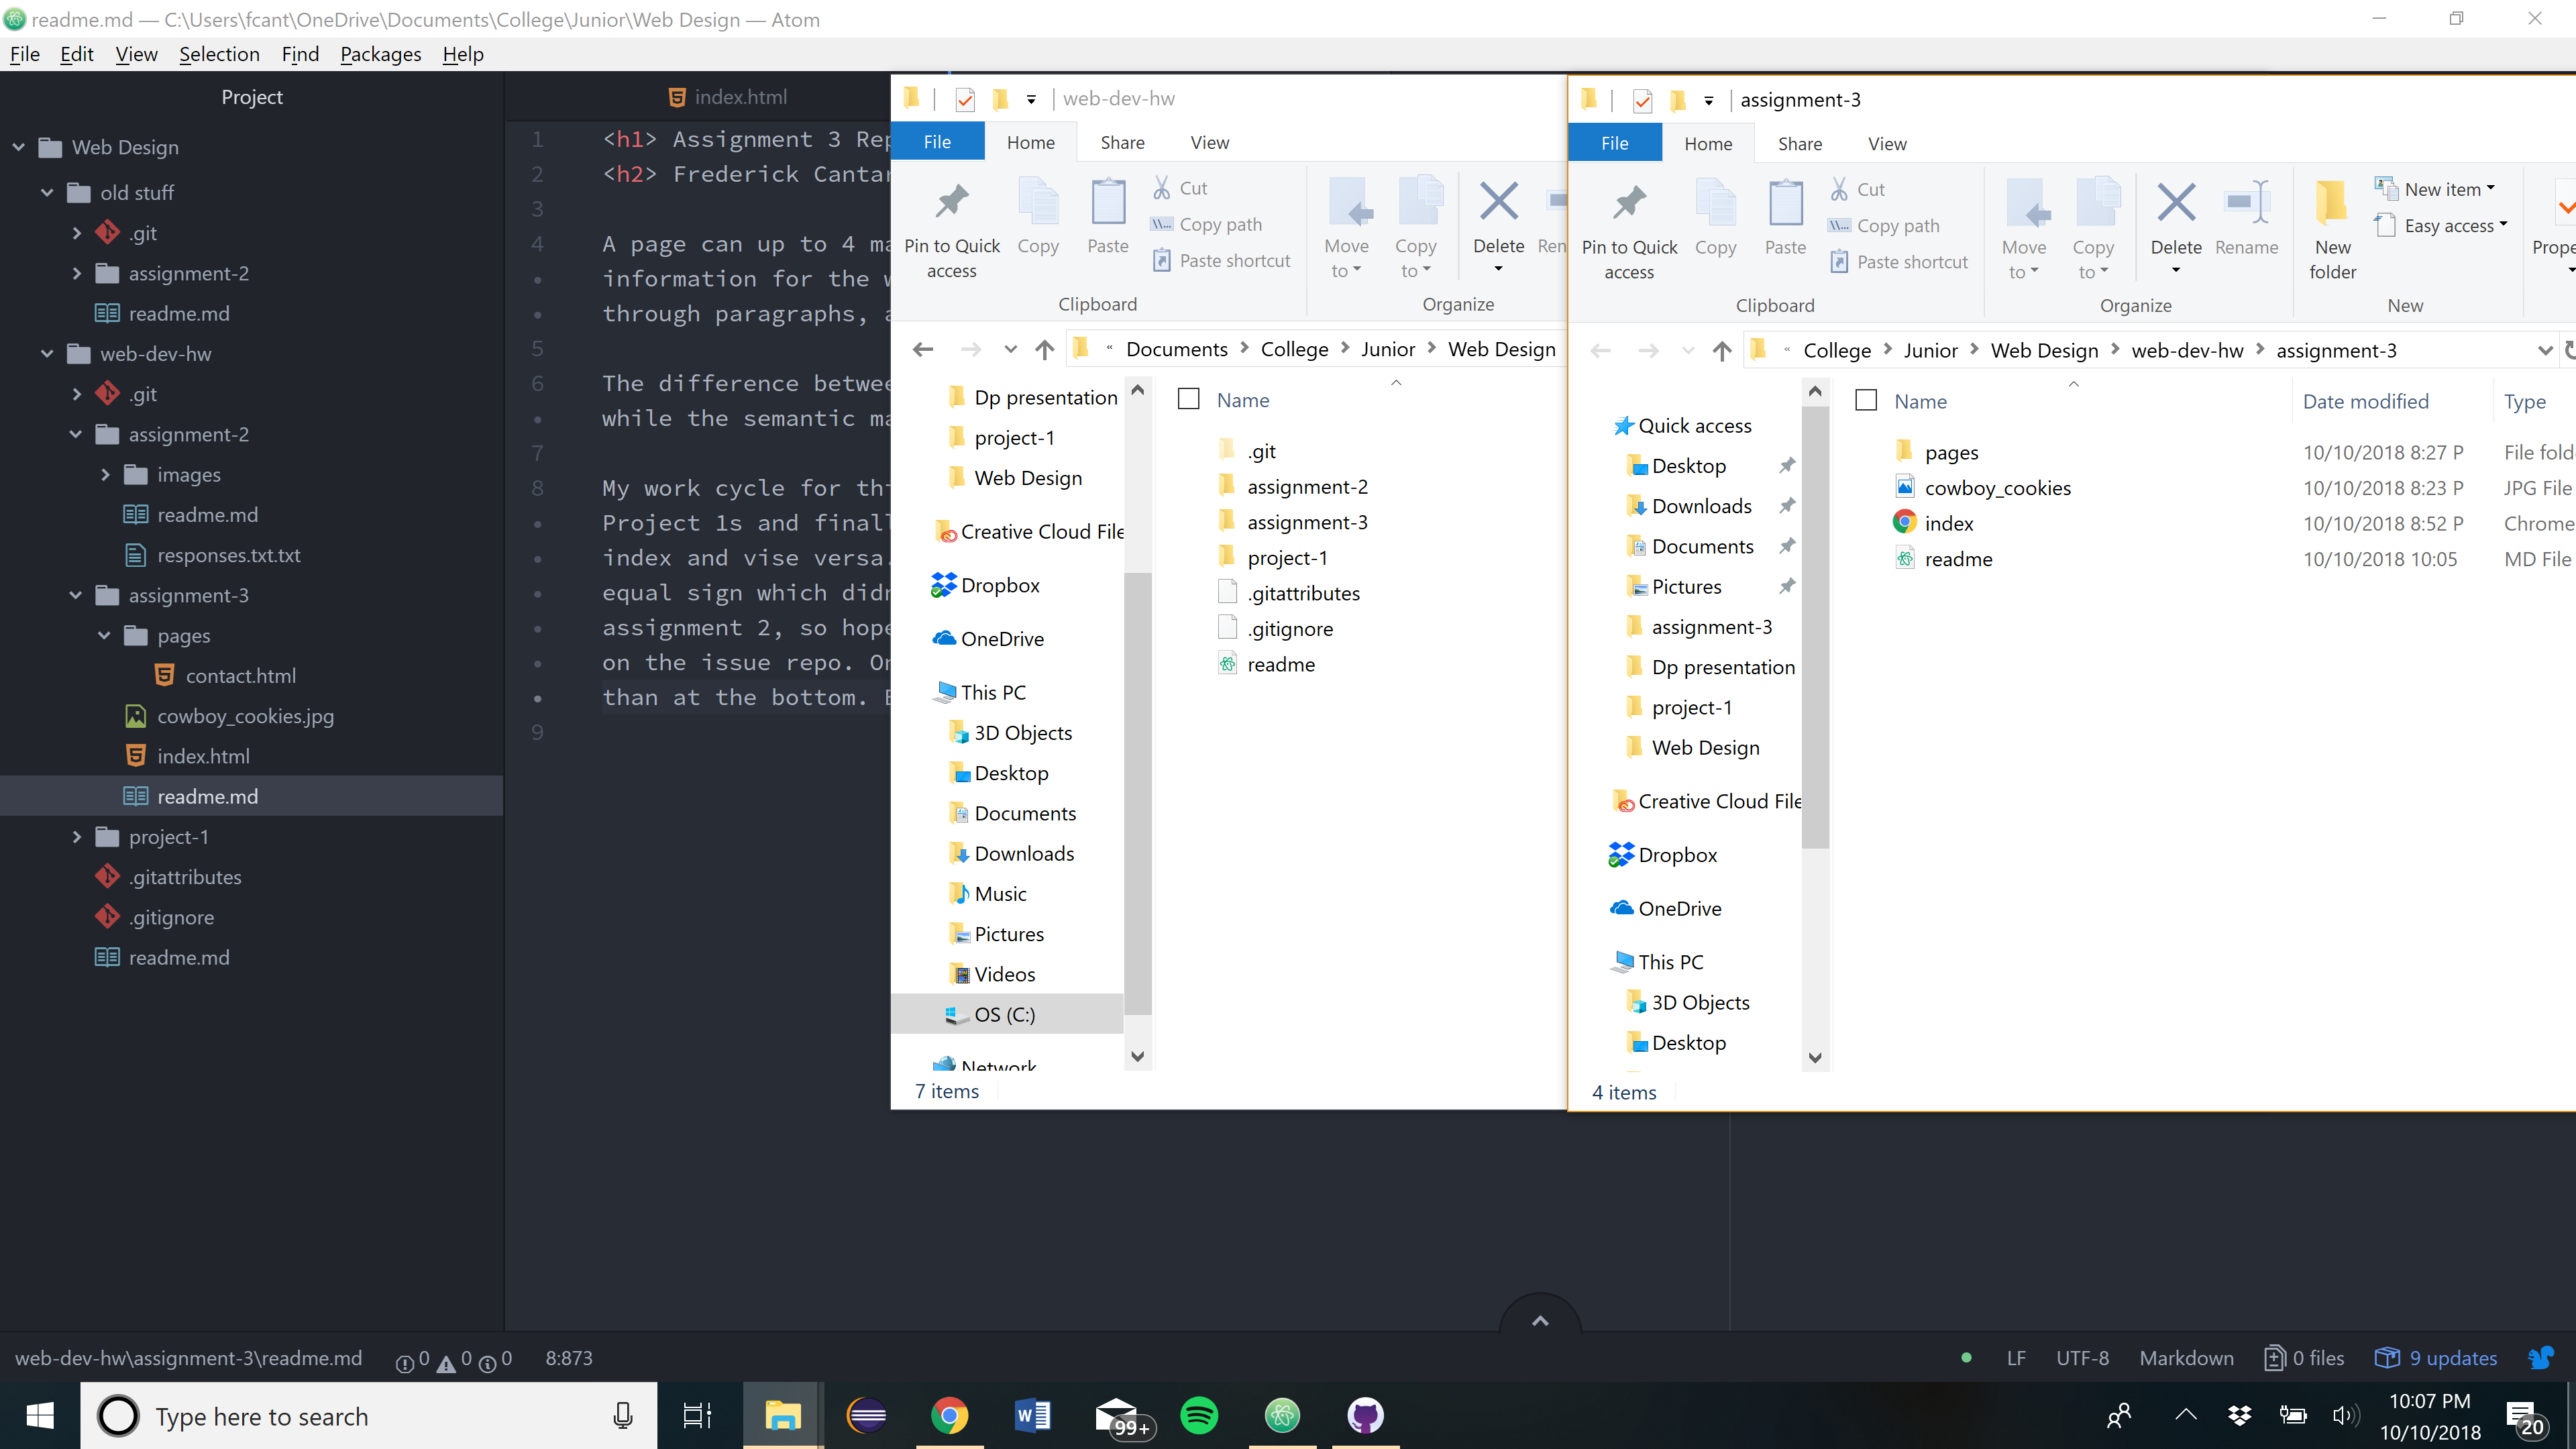 readme.md — C:\Users\fcant\OneDrive\Documents\College\Junior\Web Design — Atom
File Edit View Selection Find Packages Help
Project
Web Design
old stuff
.git
assignment-2
readme.md
web-dev-hw
.git
assignment-2
images
readme.md
responses.txt.txt
assignment-3
pages
contact.html
cowboy_cookies.jpg
index.html
readme.md
project-1
.gitattributes
.gitignore
readme.md
index.html
1 <h1> Assignment 3 Rep
2 <h2> Frederick Cantar
3
4 A page can up to 4 ma
information for the w
through paragraphs, a
5
6 The difference betwee
while the semantic ma
7
8 My work cycle for thi
Project 1s and finall
index and vise versa.
equal sign which didn
assignment 2, so hope
on the issue repo. On
than at the bottom. B
9
web-dev-hw
File Home Share View
Pin to Quick access
Copy
Paste
Cut
Copy path
Paste shortcut
Clipboard
Move to
Copy to
Delete
Ren
Organize
« Documents > College > Junior > Web Design
Dp presentation
project-1
Web Design
Creative Cloud File
Dropbox
OneDrive
This PC
3D Objects
Desktop
Documents
Downloads
Music
Pictures
Videos
OS (C:)
Network
Name
.git
assignment-2
assignment-3
project-1
.gitattributes
.gitignore
readme
7 items
assignment-3
File Home Share View
Pin to Quick access
Copy
Paste
Cut
Copy path
Paste shortcut
Clipboard
Move to
Copy to
Delete
Rename
Organize
New folder
New item
Easy access
New
Prope
« College > Junior > Web Design > web-dev-hw > assignment-3
Quick access
Desktop
Downloads
Documents
Pictures
assignment-3
Dp presentation
project-1
Web Design
Creative Cloud File
Dropbox
OneDrive
This PC
3D Objects
Desktop
Name Date modified Type
pages 10/10/2018 8:27 P File fold
cowboy_cookies 10/10/2018 8:23 P JPG File
index 10/10/2018 8:52 P Chrome
readme 10/10/2018 10:05 MD File
4 items
web-dev-hw\assignment-3\readme.md 0 0 0 8:873
LF UTF-8 Markdown 0 files 9 updates
Type here to search
99+
10:07 PM
10/10/2018
20